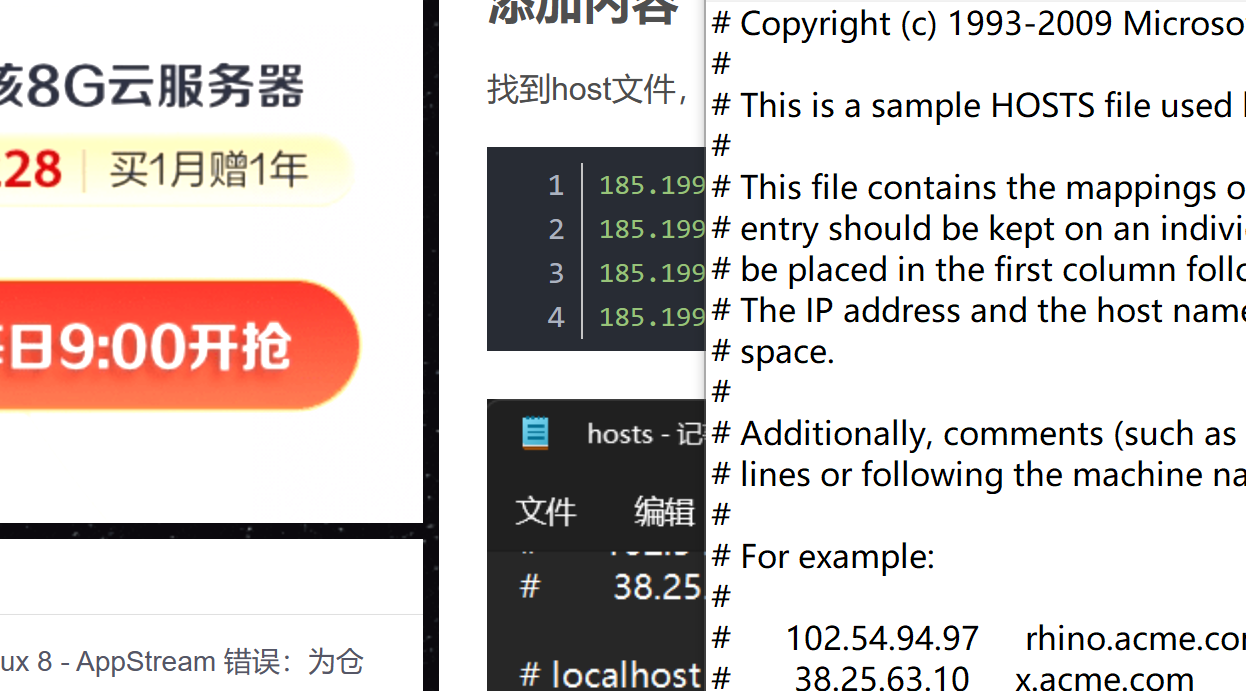 核8G云服务器
.28 买1月赠1年
每日9:00开抢
ux 8 - AppStream 错误：为仓
添加内容
找到host文件，
1 185.199
2 185.199
3 185.199
4 185.199
hosts - 记
文件 编辑
# 38.25.
# localhost
# Copyright (c) 1993-2009 Microso
#
# This is a sample HOSTS file used
#
# This file contains the mappings o
# entry should be kept on an indivi
# be placed in the first column follo
# The IP address and the host name
# space.
#
# Additionally, comments (such as
# lines or following the machine na
#
# For example:
#
# 102.54.94.97 rhino.acme.co
# 38.25.63.10 x.acme.com